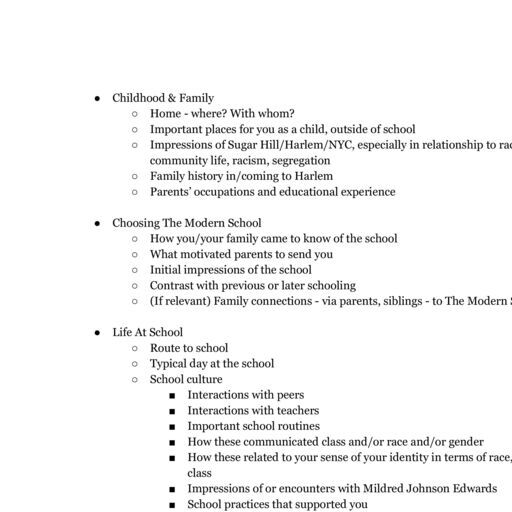 ● Childhood & Family
○ Home - where? With whom?
○ Important places for you as a child, outside of school
○ Impressions of Sugar Hill/Harlem/NYC, especially in relationship to
community life, racism, segregation
○ Family history in/coming to Harlem
○ Parents' occupations and educational experience
● Choosing The Modern School
○ How you/your family came to know of the school
○ What motivated parents to send you
○ Initial impressions of the school
○ Contrast with previous or later schooling
○ (If relevant) Family connections - via parents, siblings - to The Modern
● Life At School
○ Route to school
○ Typical day at the school
○ School culture
■ Interactions with peers
■ Interactions with teachers
■ Important school routines
■ How these communicated class and/or race and/or gender
■ How these related to your sense of your identity in terms of race,
class
■ Impressions of or encounters with Mildred Johnson Edwards
■ School practices that supported you